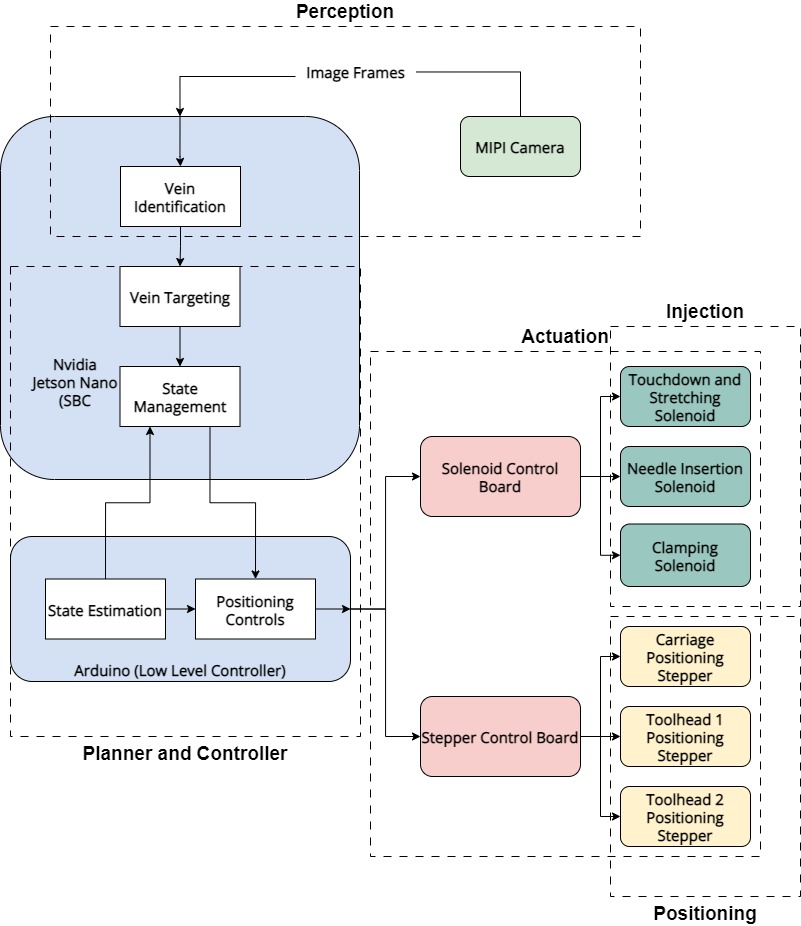 Perception
Image Frames
MIPI Camera
Vein
Identification
Vein Targeting
Nvidia
Jetson Nano
(SBC
State
Management
State Estimation
Positioning
Controls
Arduino (Low Level Controller)
Planner and Controller
Actuation
Injection
Solenoid Control
Board
Touchdown and
Stretching
Solenoid
Needle Insertion
Solenoid
Clamping
Solenoid
Stepper Control Board
Carriage
Positioning
Stepper
Toolhead 1
Positioning
Stepper
Toolhead 2
Positioning
Stepper
Positioning